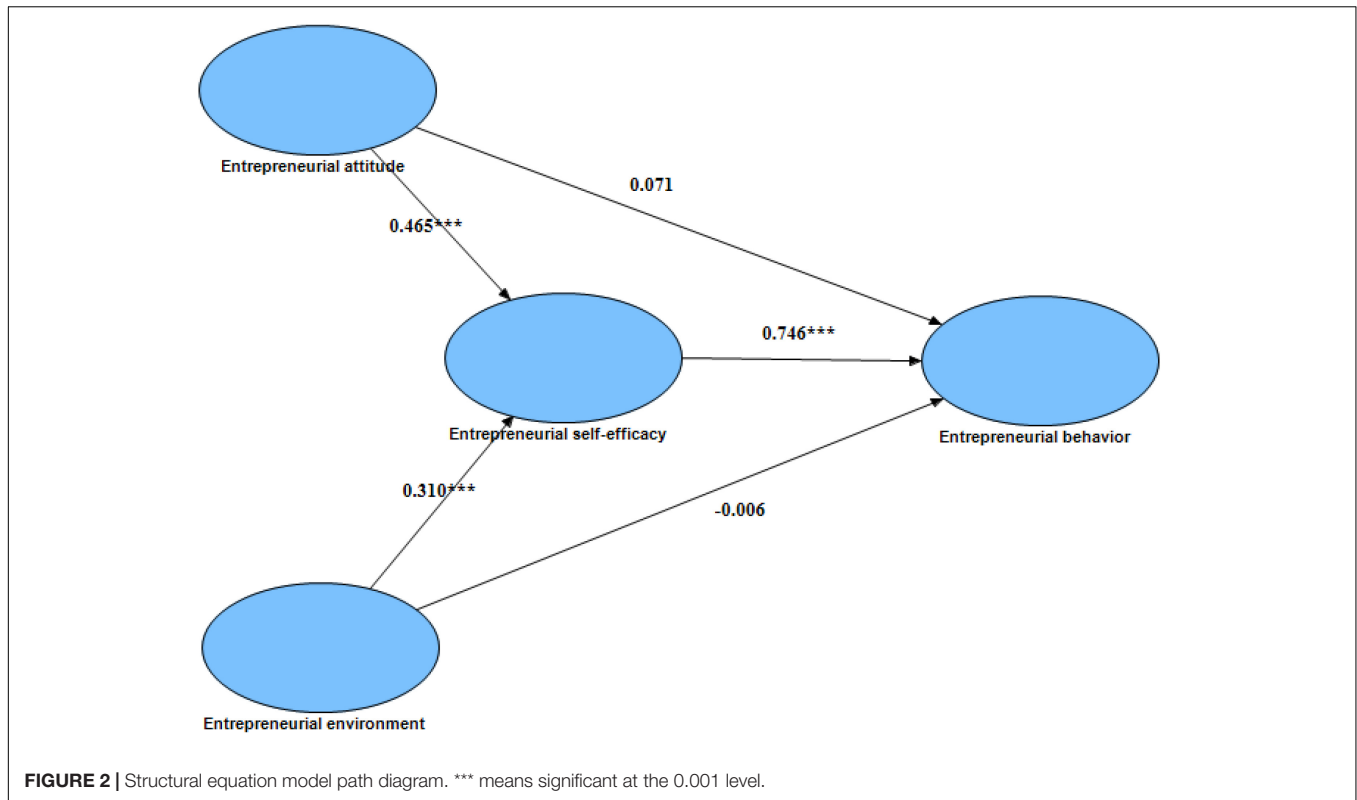 Entrepreneurial attitude
0.071
0.465***
0.746***
Entrepreneurial self-efficacy
Entrepreneurial behavior
0.310***
-0.006
Entrepreneurial environment
FIGURE 2 | Structural equation model path diagram. *** means significant at the 0.001 level.